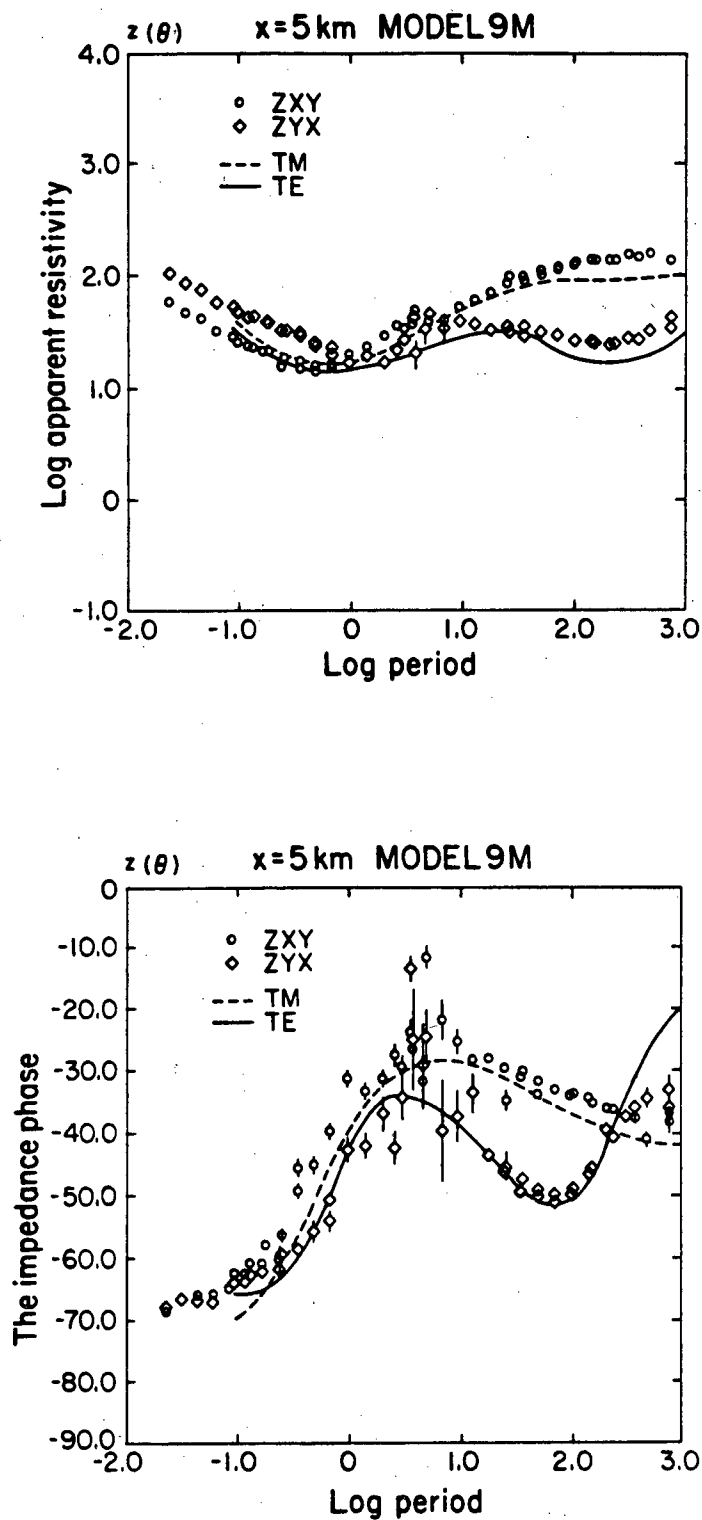 z(θ) x=5km MODEL9M
4.0
ZXY
ZYX
3.0
TM
TE
2.0
Log apparent resistivity
1.0
0
-1.0
-2.0 -1.0 0 1.0 2.0 3.0
Log period
z(θ) x=5km MODEL9M
0
ZXY
-10.0
ZYX
-20.0
TM
TE
-30.0
The impedance phase
-40.0
-50.0
-60.0
-70.0
-80.0
-90.0
-2.0 -1.0 0 1.0 2.0 3.0
Log period